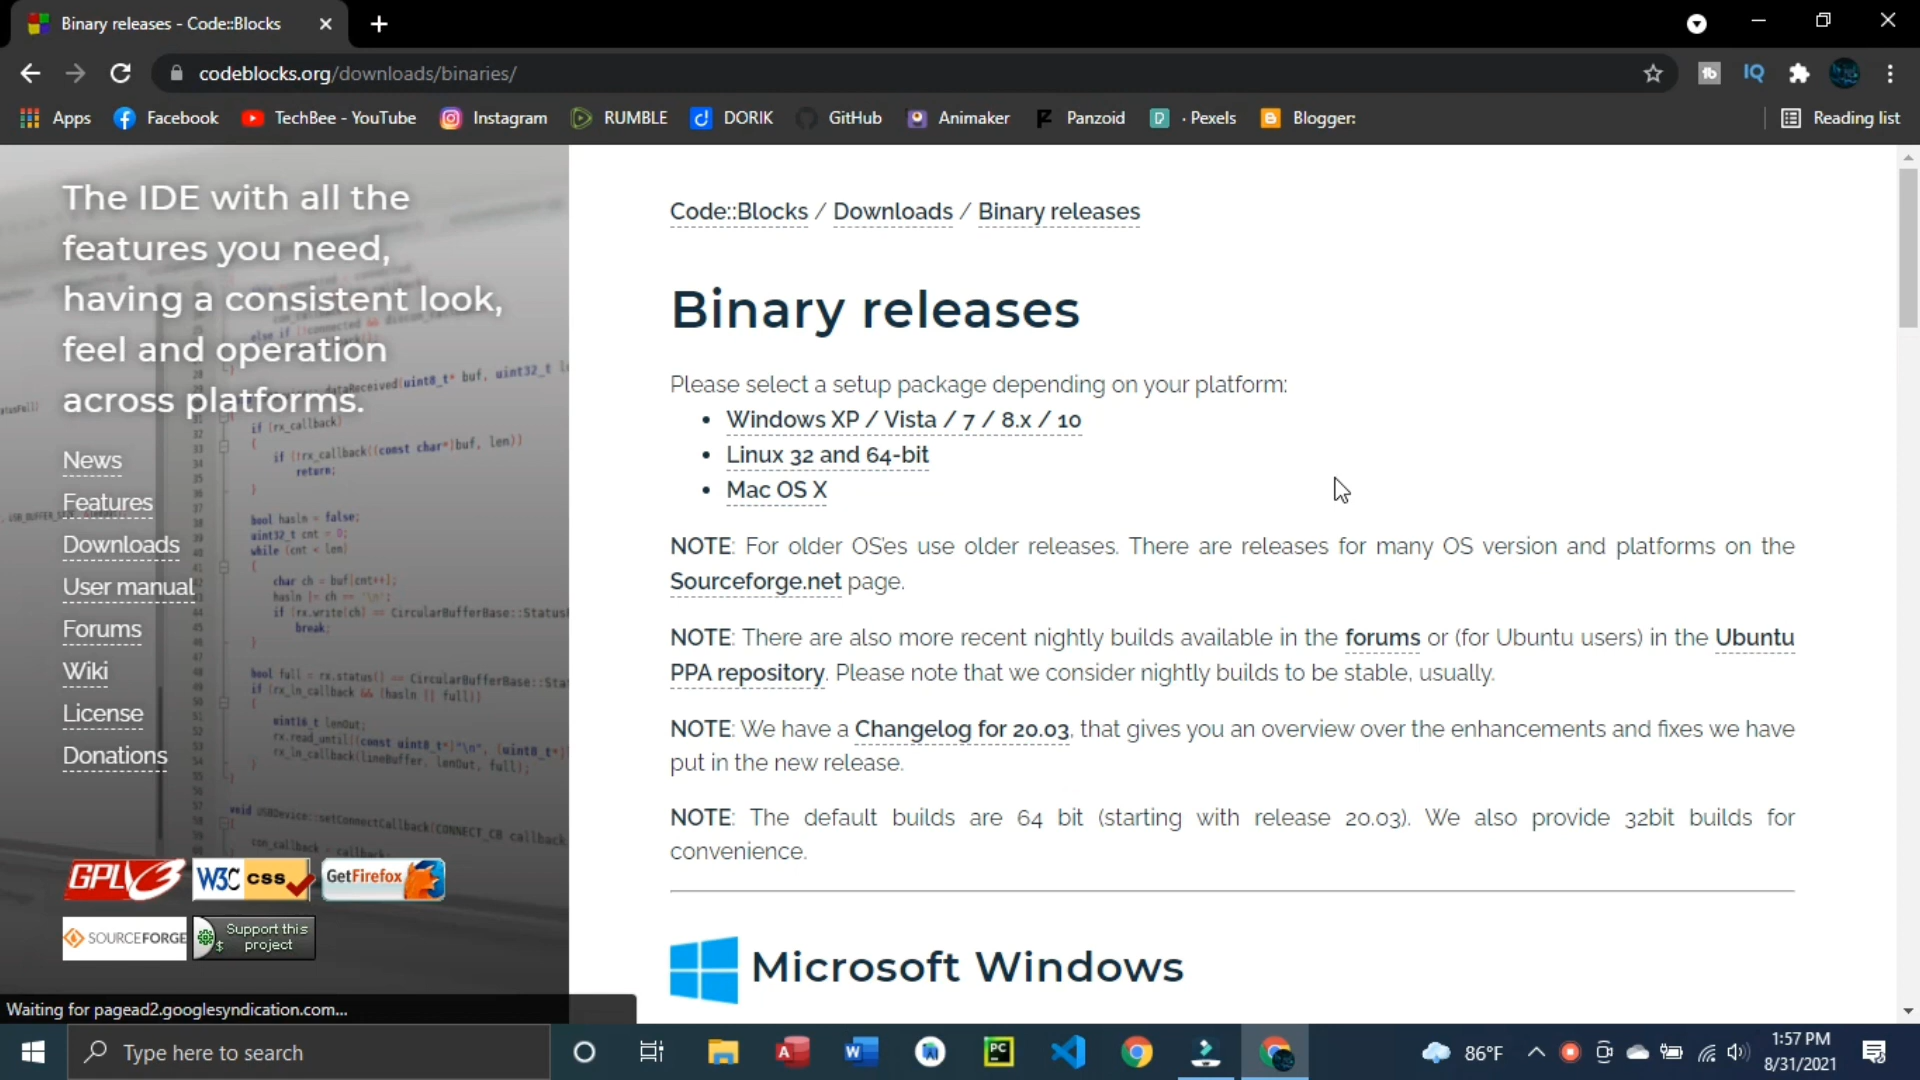 Binary releases - Code::Blocks
codeblocks.org/downloads/binaries/
Apps
Facebook
TechBee - YouTube
Instagram
RUMBLE
DORIK
GitHub
Animaker
Panzoid
· Pexels
Blogger:
Reading list
The IDE with all the
features you need,
having a consistent look,
feel and operation
across platforms.
News
Features
Downloads
User manual
Forums
Wiki
License
Donations
GPLv3
W3C css
GetFirefox
SOURCEFORGE
Support this
project
Code::Blocks / Downloads / Binary releases
Binary releases
Please select a setup package depending on your platform:
• Windows XP / Vista / 7 / 8.x / 10
• Linux 32 and 64-bit
• Mac OS X
NOTE: For older OS'es use older releases. There are releases for many OS version and platforms on the
Sourceforge.net page.
NOTE: There are also more recent nightly builds available in the forums or (for Ubuntu users) in the Ubuntu
PPA repository. Please note that we consider nightly builds to be stable, usually.
NOTE: We have a Changelog for 20.03, that gives you an overview over the enhancements and fixes we have
put in the new release.
NOTE: The default builds are 64 bit (starting with release 20.03). We also provide 32bit builds for
convenience.
Microsoft Windows
Waiting for pagead2.googlesyndication.com...
Type here to search
86°F
1:57 PM
8/31/2021